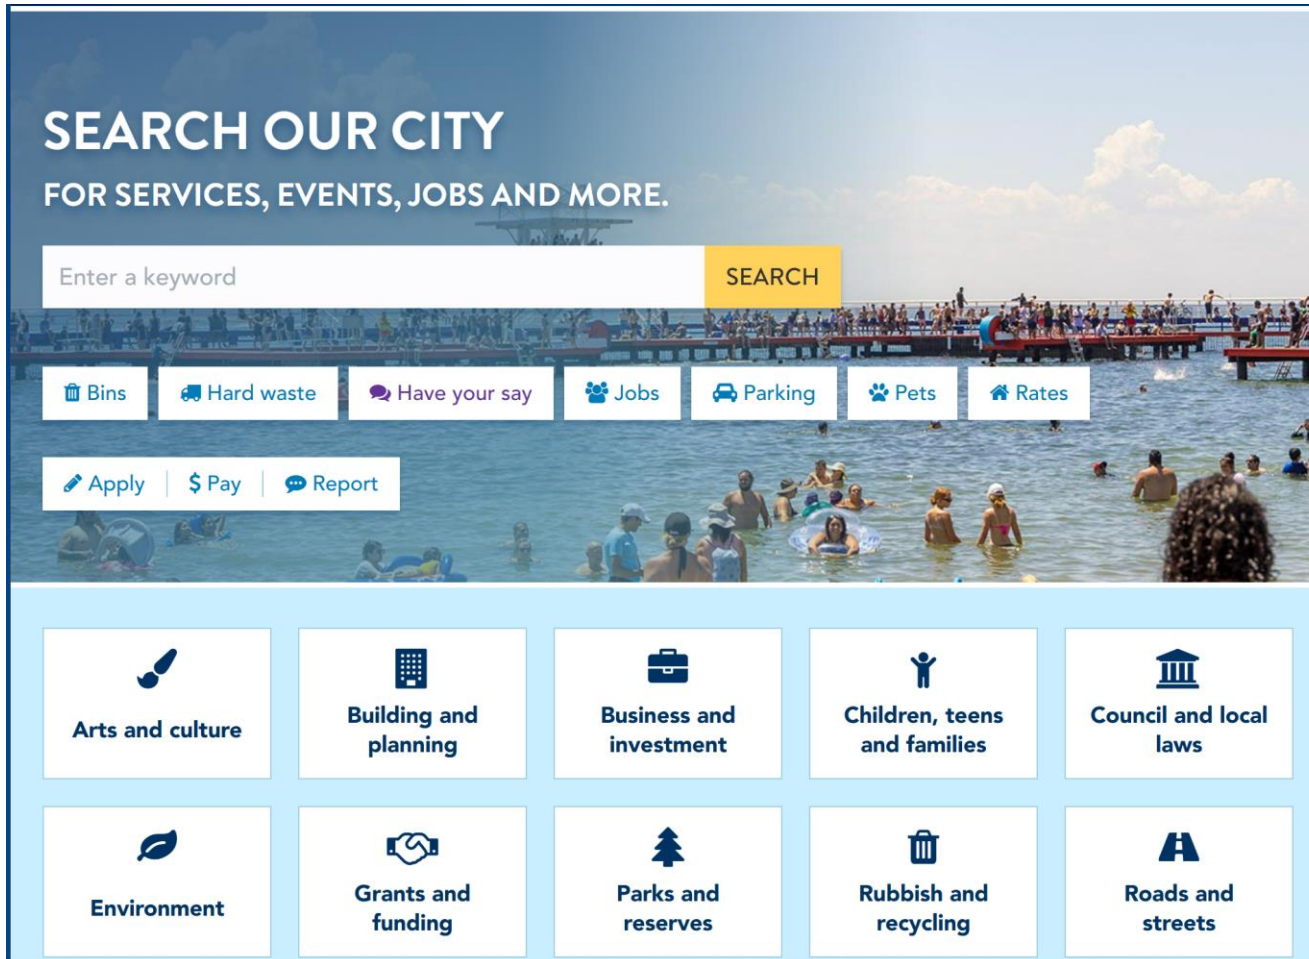 SEARCH OUR CITY
FOR SERVICES, EVENTS, JOBS AND MORE.
Enter a keyword
SEARCH
Bins
Hard waste
Have your say
Jobs
Parking
Pets
Rates
Apply
$ Pay
Report
Arts and culture
Building and
planning
Business and
investment
Children, teens
and families
Council and local
laws
Environment
Grants and
funding
Parks and
reserves
Rubbish and
recycling
Roads and
streets